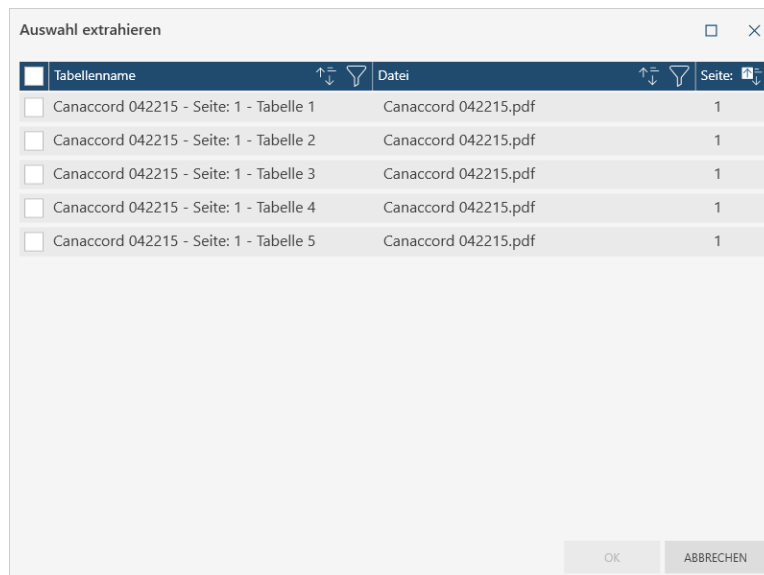 Auswahl extrahieren
Tabellenname Datei Seite:
Canaccord 042215 - Seite: 1 - Tabelle 1 Canaccord 042215.pdf 1
Canaccord 042215 - Seite: 1 - Tabelle 2 Canaccord 042215.pdf 1
Canaccord 042215 - Seite: 1 - Tabelle 3 Canaccord 042215.pdf 1
Canaccord 042215 - Seite: 1 - Tabelle 4 Canaccord 042215.pdf 1
Canaccord 042215 - Seite: 1 - Tabelle 5 Canaccord 042215.pdf 1
OK ABBRECHEN